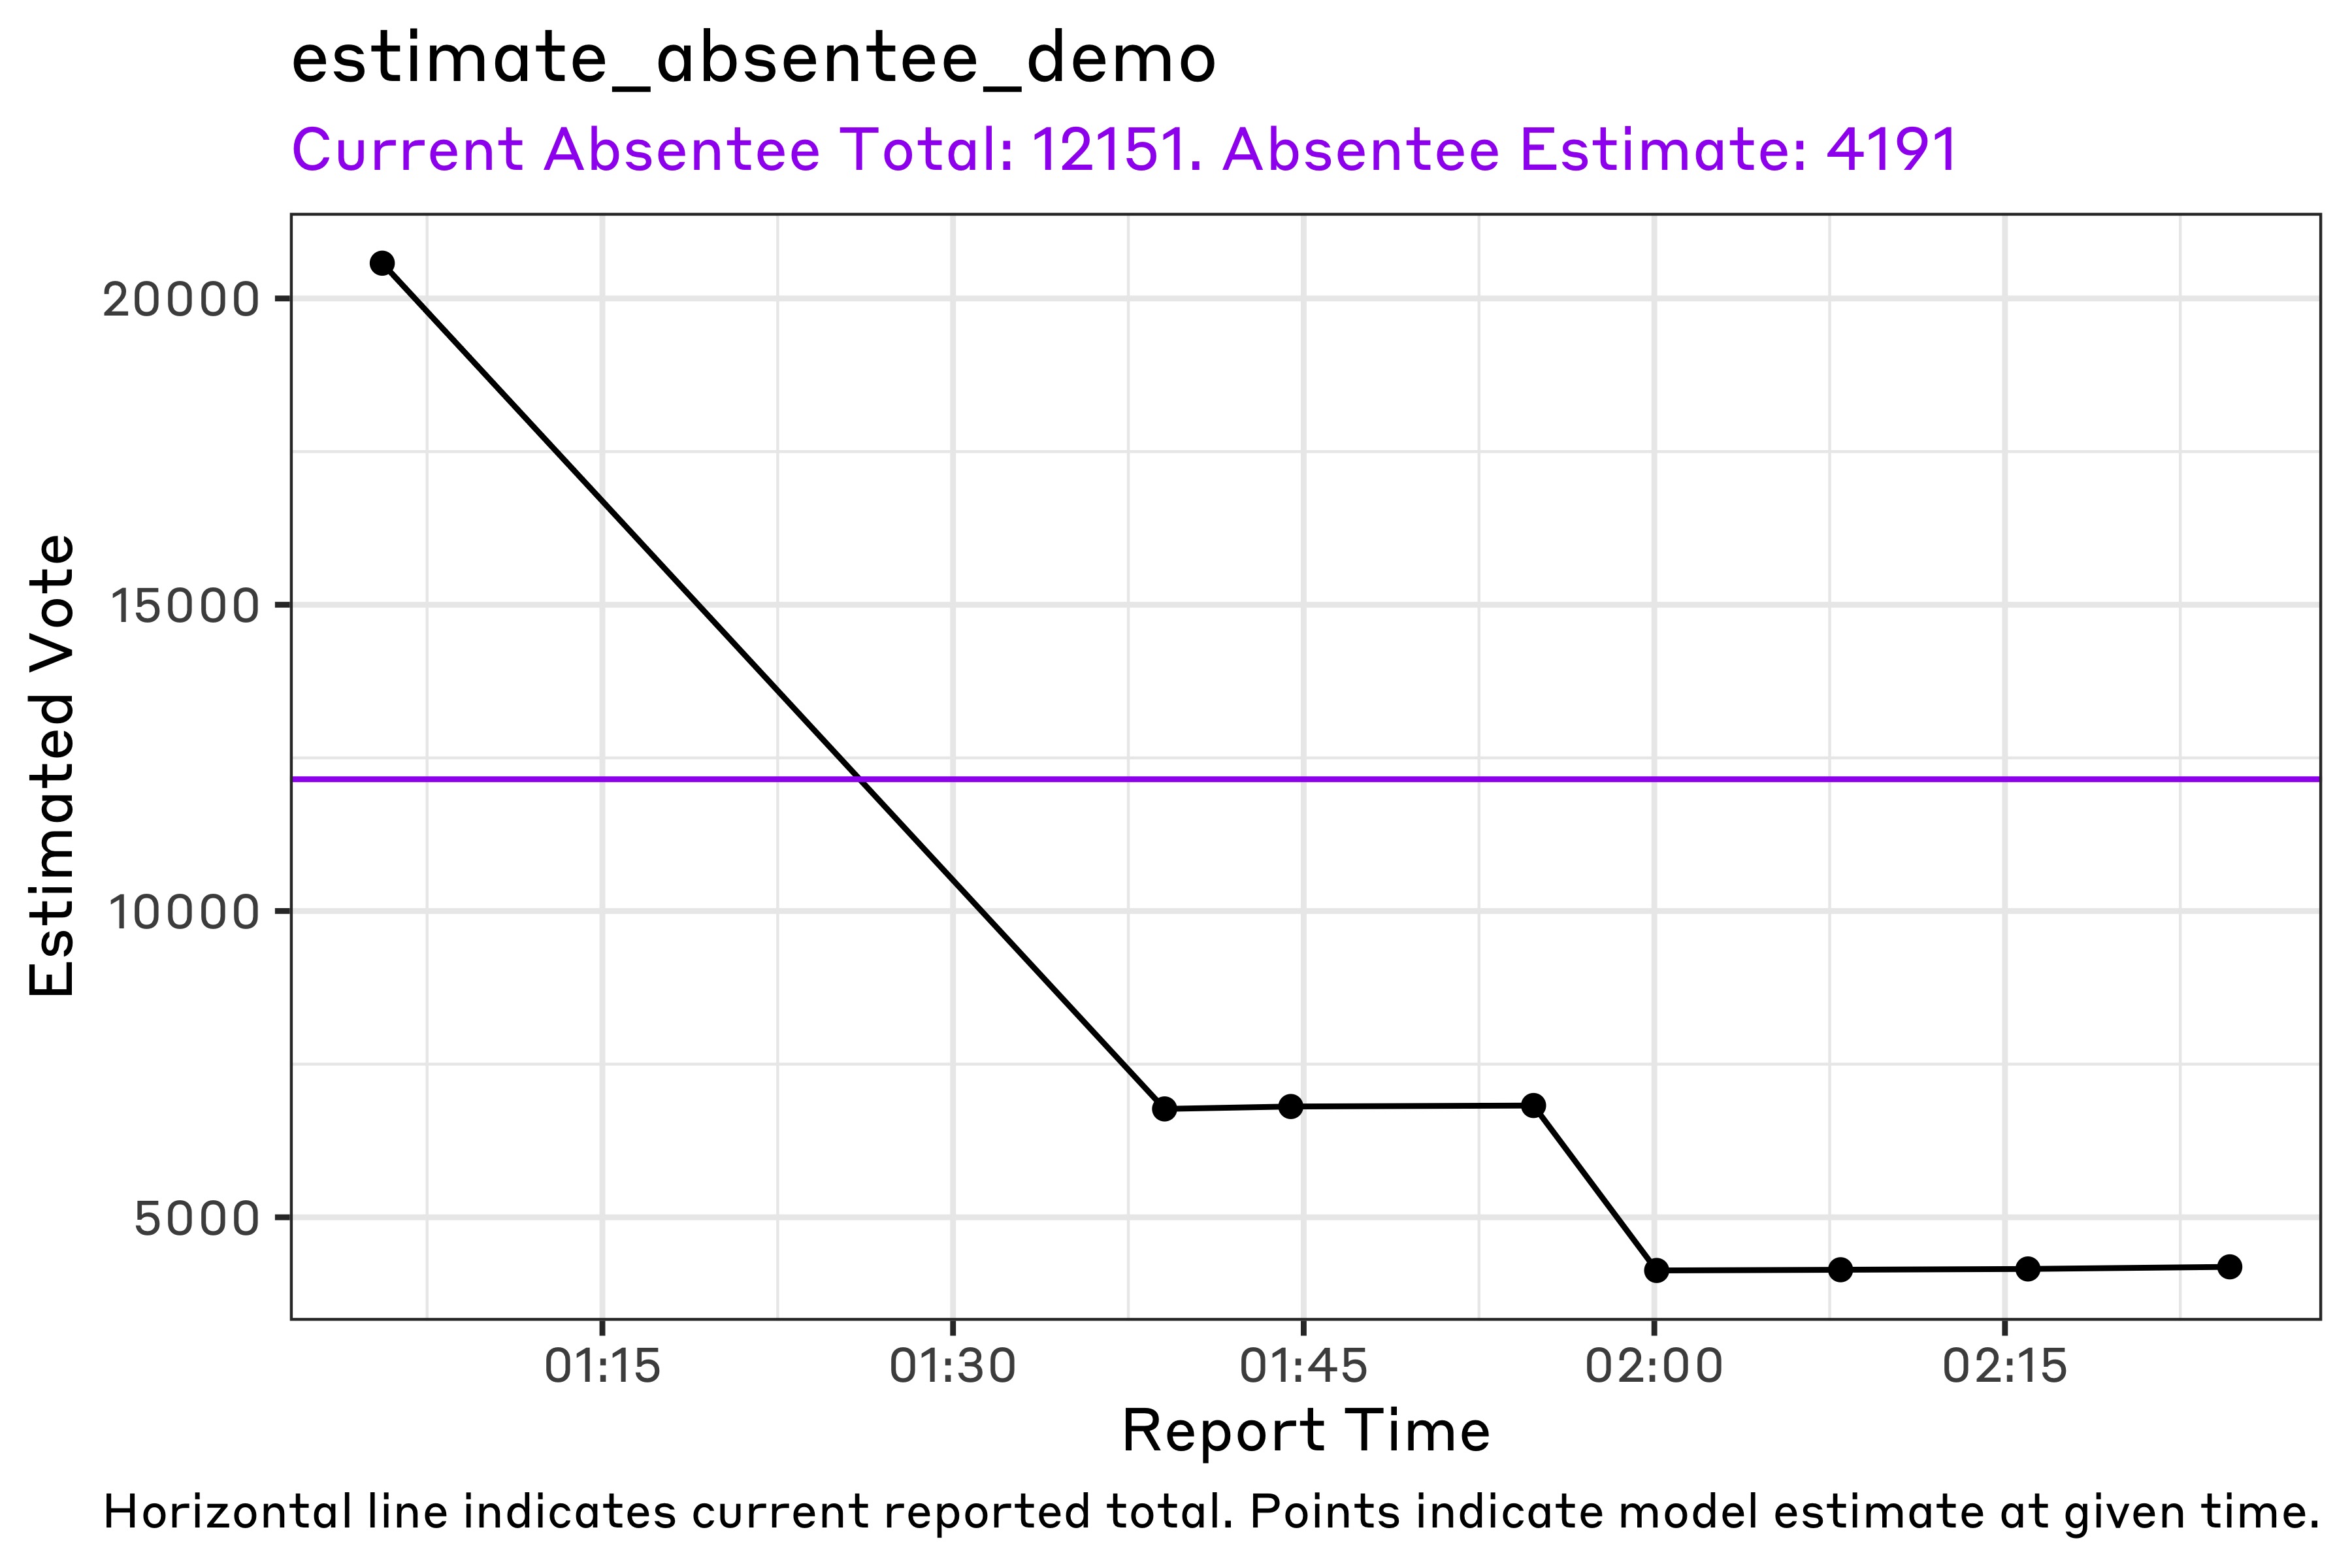 estimate_absentee_demo
Current Absentee Total: 12151. Absentee Estimate: 4191
Estimated Vote
20000
15000
10000
5000
01:15 01:30 01:45 02:00 02:15
Report Time
Horizontal line indicates current reported total. Points indicate model estimate at given time.